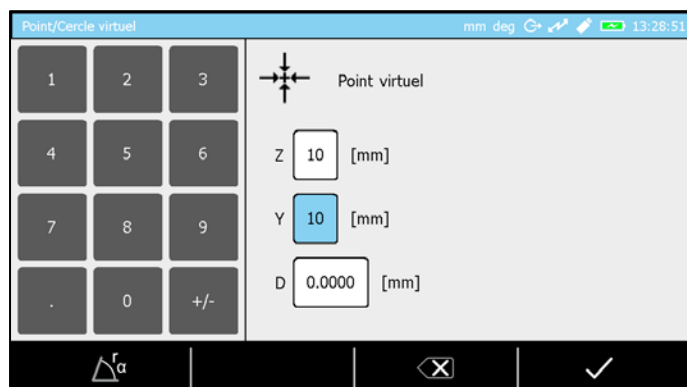 Point/Cercle virtuel mm deg 13:28:51
1 2 3
4 5 6
7 8 9
. 0 +/-
Point virtuel
Z 10 [mm]
Y 10 [mm]
D 0.0000 [mm]
r
α